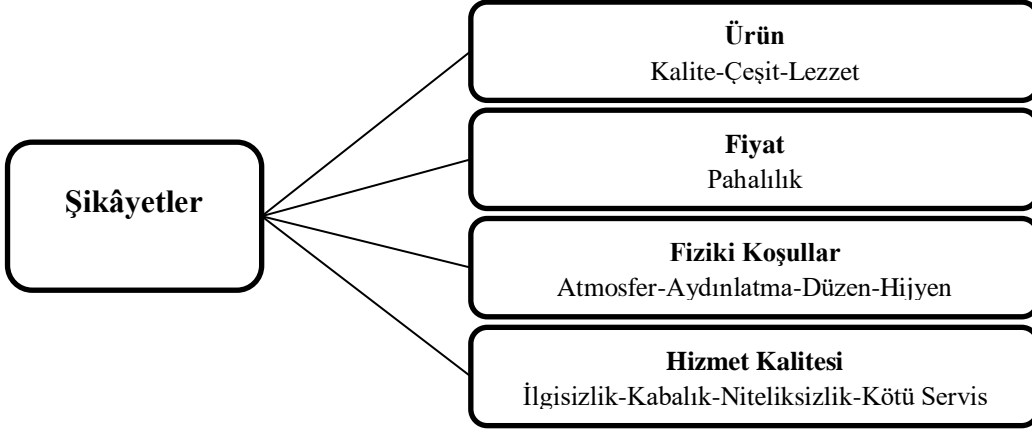 Şikâyetler
Ürün
Kalite-Çeşit-Lezzet
Fiyat
Pahalılık
Fiziki Koşullar
Atmosfer-Aydınlatma-Düzen-Hijyen
Hizmet Kalitesi
İlgisizlik-Kabalık-Niteliksizlik-Kötü Servis